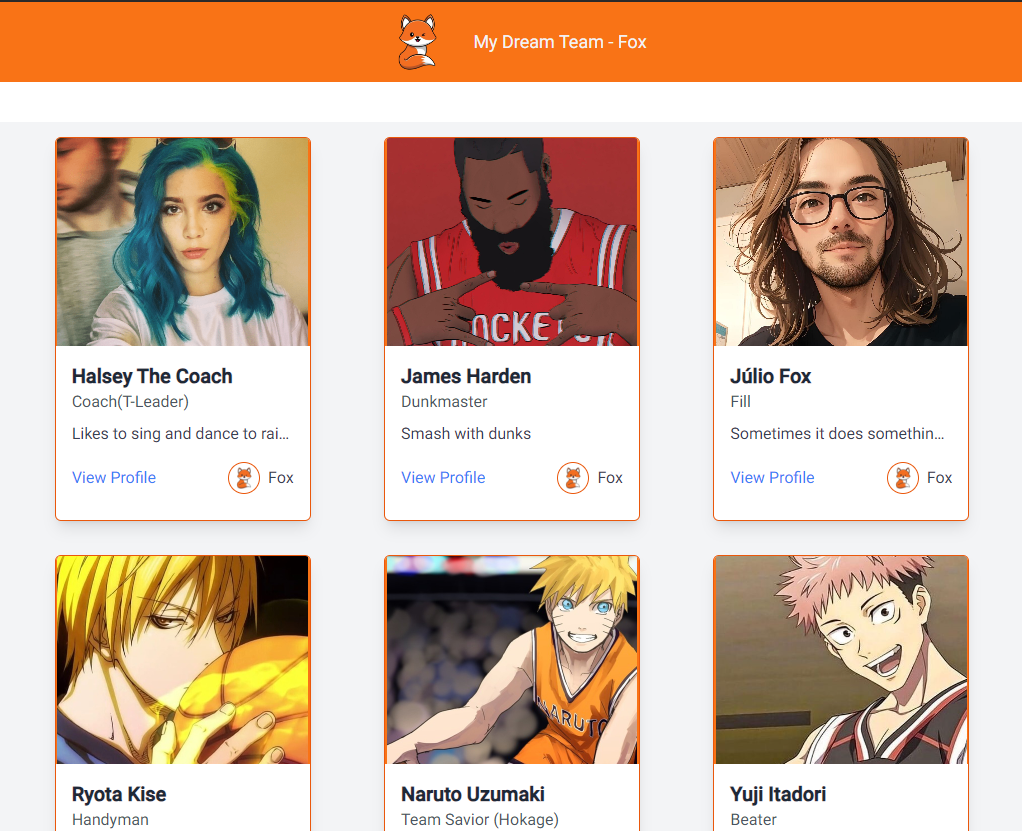 My Dream Team - Fox
OCKE
Halsey The Coach
Coach(T-Leader)
Likes to sing and dance to rai...
View Profile
Fox
James Harden
Dunkmaster
Smash with dunks
View Profile
Fox
Júlio Fox
Fill
Sometimes it does somethin...
View Profile
Fox
NARUTO
Ryota Kise
Handyman
Naruto Uzumaki
Team Savior (Hokage)
Yuji Itadori
Beater